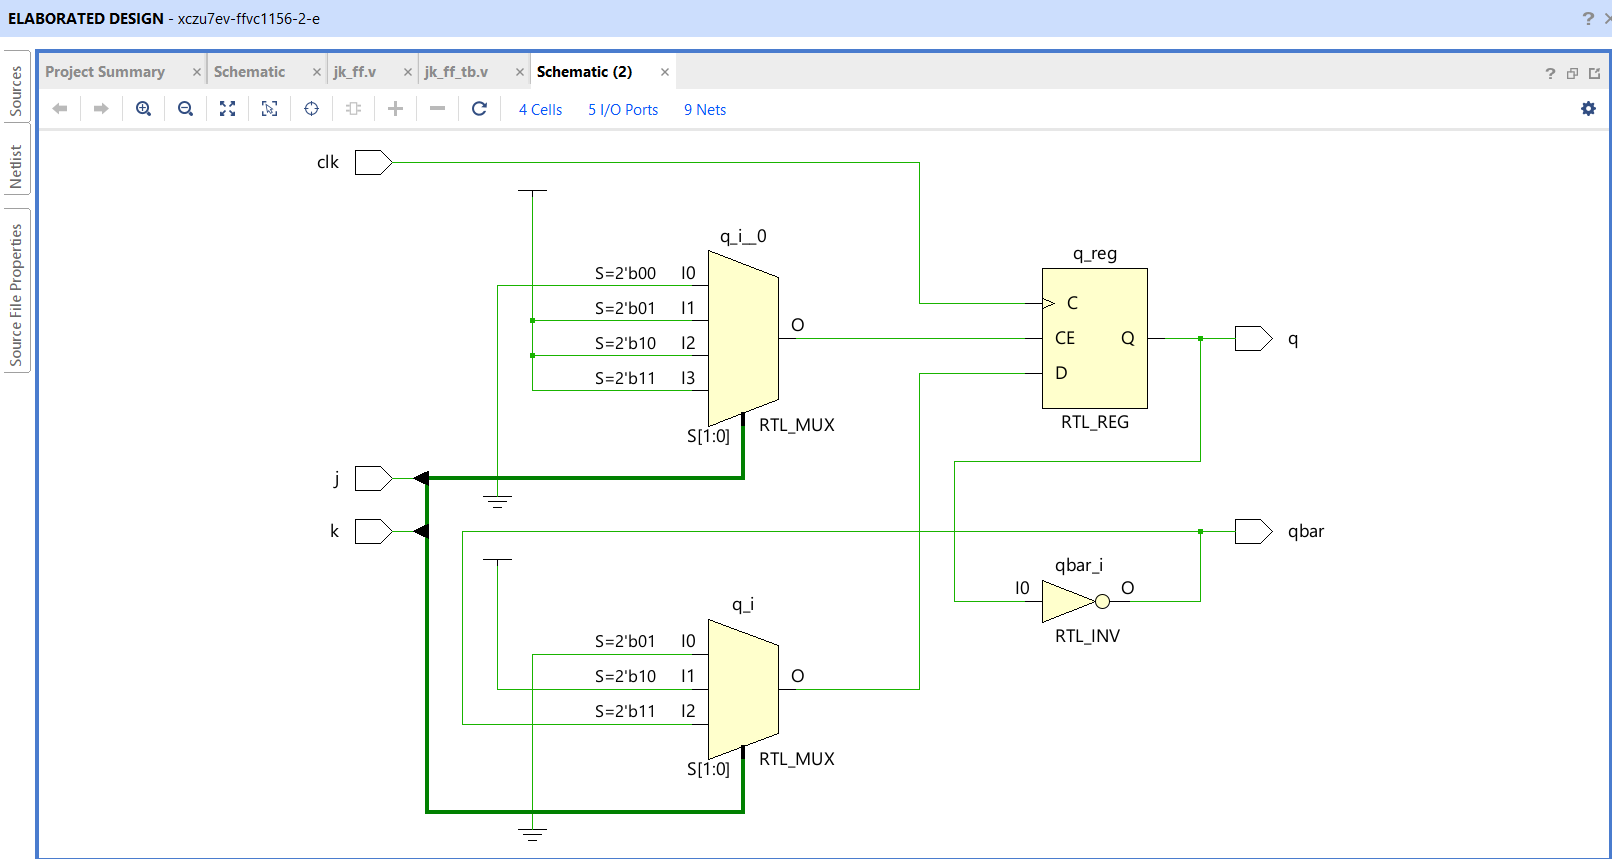 ELABORATED DESIGN - xczu7ev-ffvc1156-2-e
?
Sources
Netlist
Source File Properties
Project Summary × Schematic × jk_ff.v × jk_ff_tb.v × Schematic (2) ×
?
4 Cells 5 I/O Ports 9 Nets
clk
q_i__0
S=2'b00 I0
S=2'b01 I1
S=2'b10 I2
S=2'b11 I3
O
S[1:0]
RTL_MUX
q_reg
C
CE Q
D
RTL_REG
q
j
k
qbar
qbar_i
I0 O
RTL_INV
q_i
S=2'b01 I0
S=2'b10 I1
S=2'b11 I2
O
S[1:0]
RTL_MUX